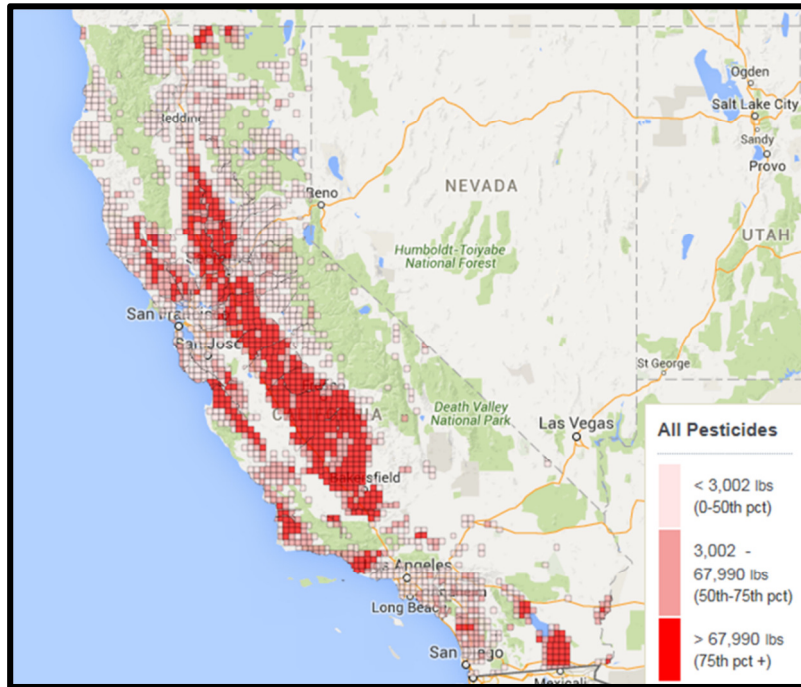 Ogden
Salt Lake City
Sandy
Provo
Redding
Reno
NEVADA
UTAH
Humboldt-Toiyabe
National Forest
San Francisco
San Jose
St George
Death Valley
National Park
Las Vegas
CALIFORNIA
Bakersfield
Los Angeles
Long Beach
San Diego
Mexicali
All Pesticides
< 3,002 lbs
(0-50th pct)
3,002 -
67,990 lbs
(50th-75th pct)
> 67,990 lbs
(75th pct +)